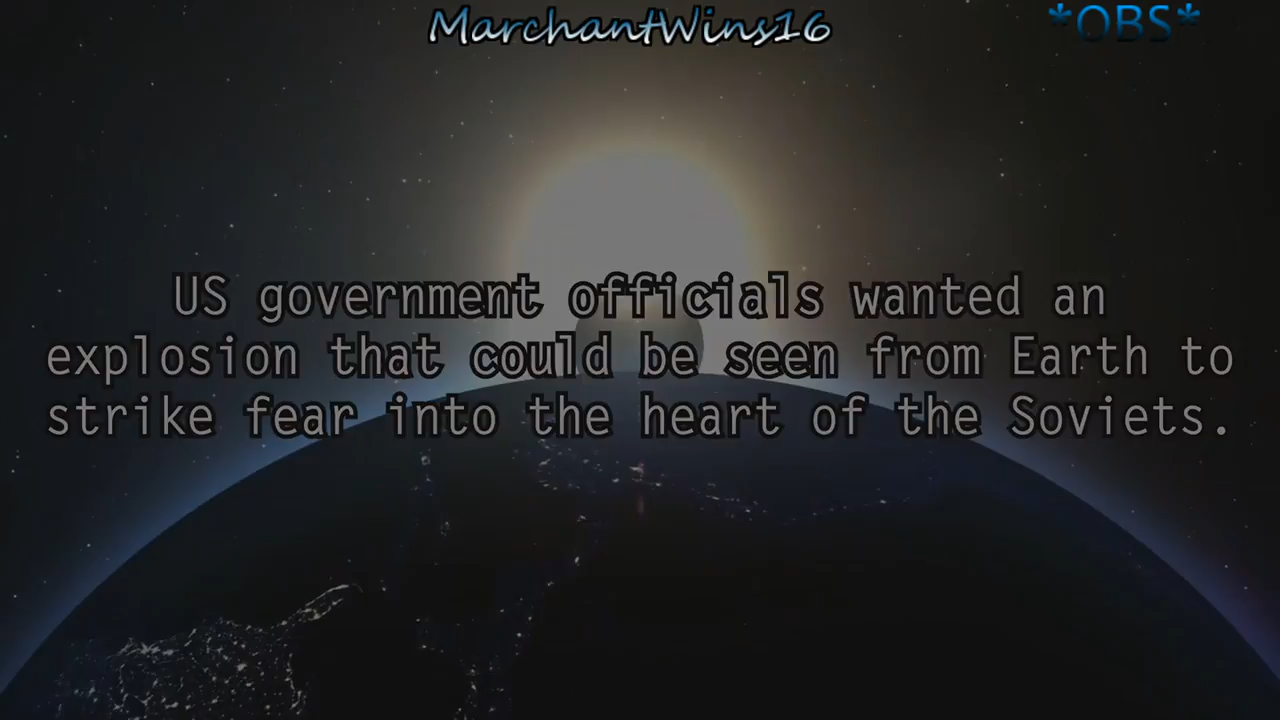 MarchantWins16
*OBS*
US government officials wanted an
explosion that could be seen from Earth to
strike fear into the heart of the Soviets.